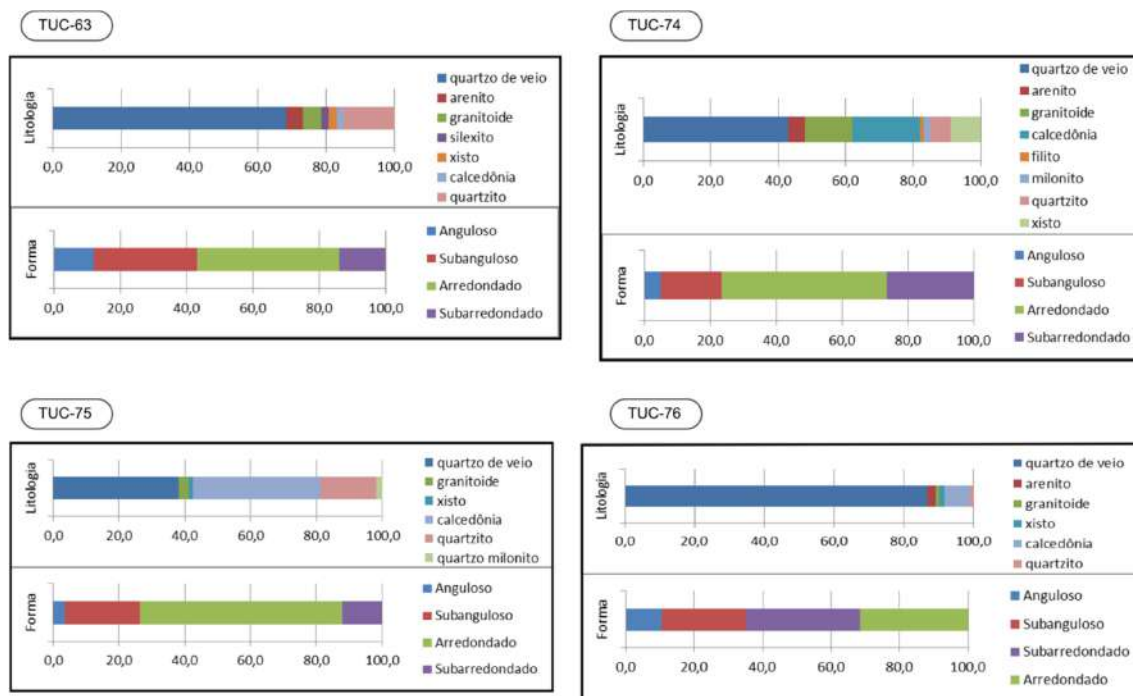 TUC-63
Litologia
quartzo de veio
arenito
granitoide
silexito
xisto
calcedônia
quartzito
0,0 20,0 40,0 60,0 80,0 100,0
Forma
Anguloso
Subanguloso
Arredondado
Subarredondado
0,0 20,0 40,0 60,0 80,0 100,0
TUC-74
Litologia
quartzo de veio
arenito
granitoide
calcedônia
filito
milonito
quartzito
xisto
0,0 20,0 40,0 60,0 80,0 100,0
Forma
Anguloso
Subanguloso
Arredondado
Subarredondado
0,0 20,0 40,0 60,0 80,0 100,0
TUC-75
Litologia
quartzo de veio
granitoide
xisto
calcedônia
quartzito
quartzo milonito
0,0 20,0 40,0 60,0 80,0 100,0
Forma
Anguloso
Subanguloso
Arredondado
Subarredondado
0,0 20,0 40,0 60,0 80,0 100,0
TUC-76
Litologia
quartzo de veio
arenito
granitoide
xisto
calcedônia
quartzito
0,0 20,0 40,0 60,0 80,0 100,0
Forma
Anguloso
Subanguloso
Subarredondado
Arredondado
0,0 20,0 40,0 60,0 80,0 100,0